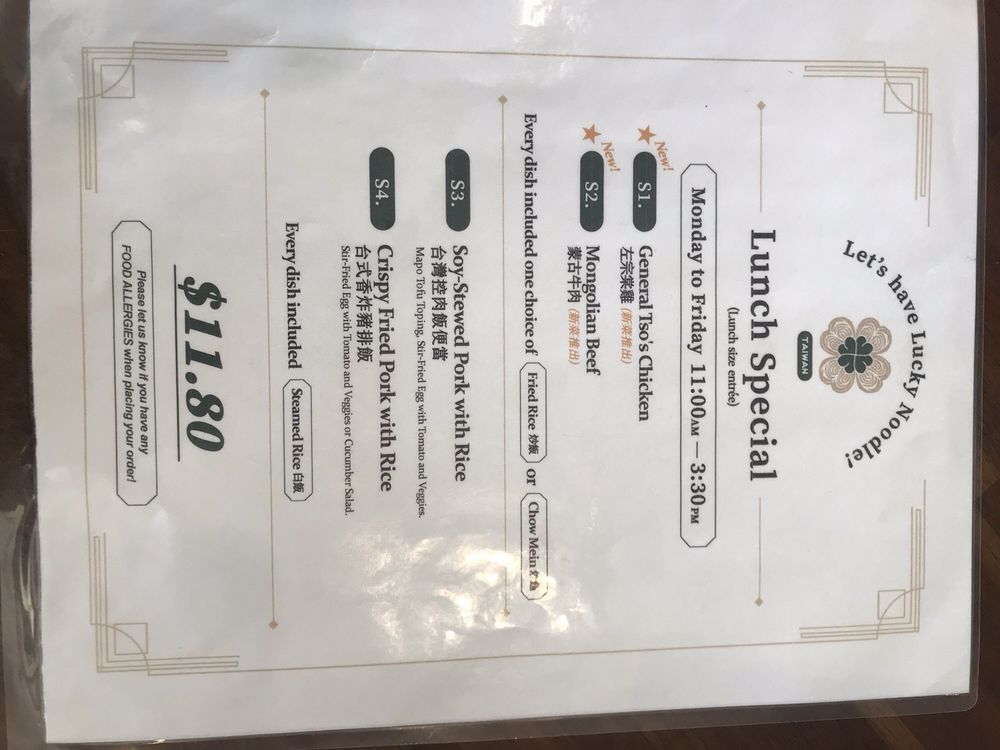 Let's have Lucky Noodle!
TAIWAN
Lunch Special
(Lunch size entrée)
Monday to Friday 11:00AM — 3:30PM
New!
S1. General Tso's Chicken
左宗棠雞 (新菜推出)
New!
S2. Mongolian Beef
蒙古牛肉 (新菜推出)
Every dish included one choice of Fried Rice 炒飯 or Chow Mein
S3. Soy-Stewed Pork with Rice
台灣控肉飯便當
Mapo Tofu Toping, Stir-Fried Egg with Tomato and Veggies.
S4. Crispy Fried Pork with Rice
台式香炸豬排飯
Stir-Fried Egg with Tomato and Veggies or Cucumber Salad.
Every dish included Steamed Rice 白飯
$11.80
Please let us know if you have any
FOOD ALLERGIES when placing your order!